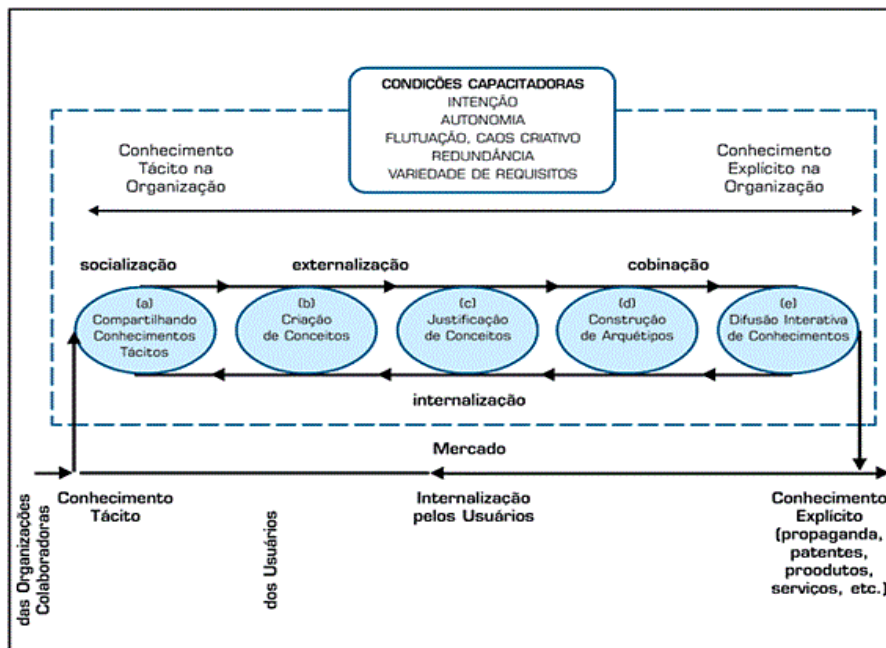 CONDIÇÕES CAPACITADORAS
INTENÇÃO
AUTONOMIA
FLUTUAÇÃO, CAOS CRIATIVO
REDUNDÂNCIA
VARIEDADE DE REQUISITOS
Conhecimento
Tácito na
Organização
Conhecimento
Explícito na
Organização
socialização
externalização
cobinação
(a)
Compartilhando
Conhecimentos
Tácitos
(b)
Criação
de Conceitos
(c)
Justificação
de Conceitos
(d)
Construção
de Arquétipos
(e)
Difusão Interativa
de Conhecimentos
internalização
Mercado
Conhecimento
Tácito
Internalização
pelos Usuários
Conhecimento
Explícito
(propaganda,
patentes,
proodutos,
serviços, etc.)
das Organizações
Colaboradoras
dos Usuários